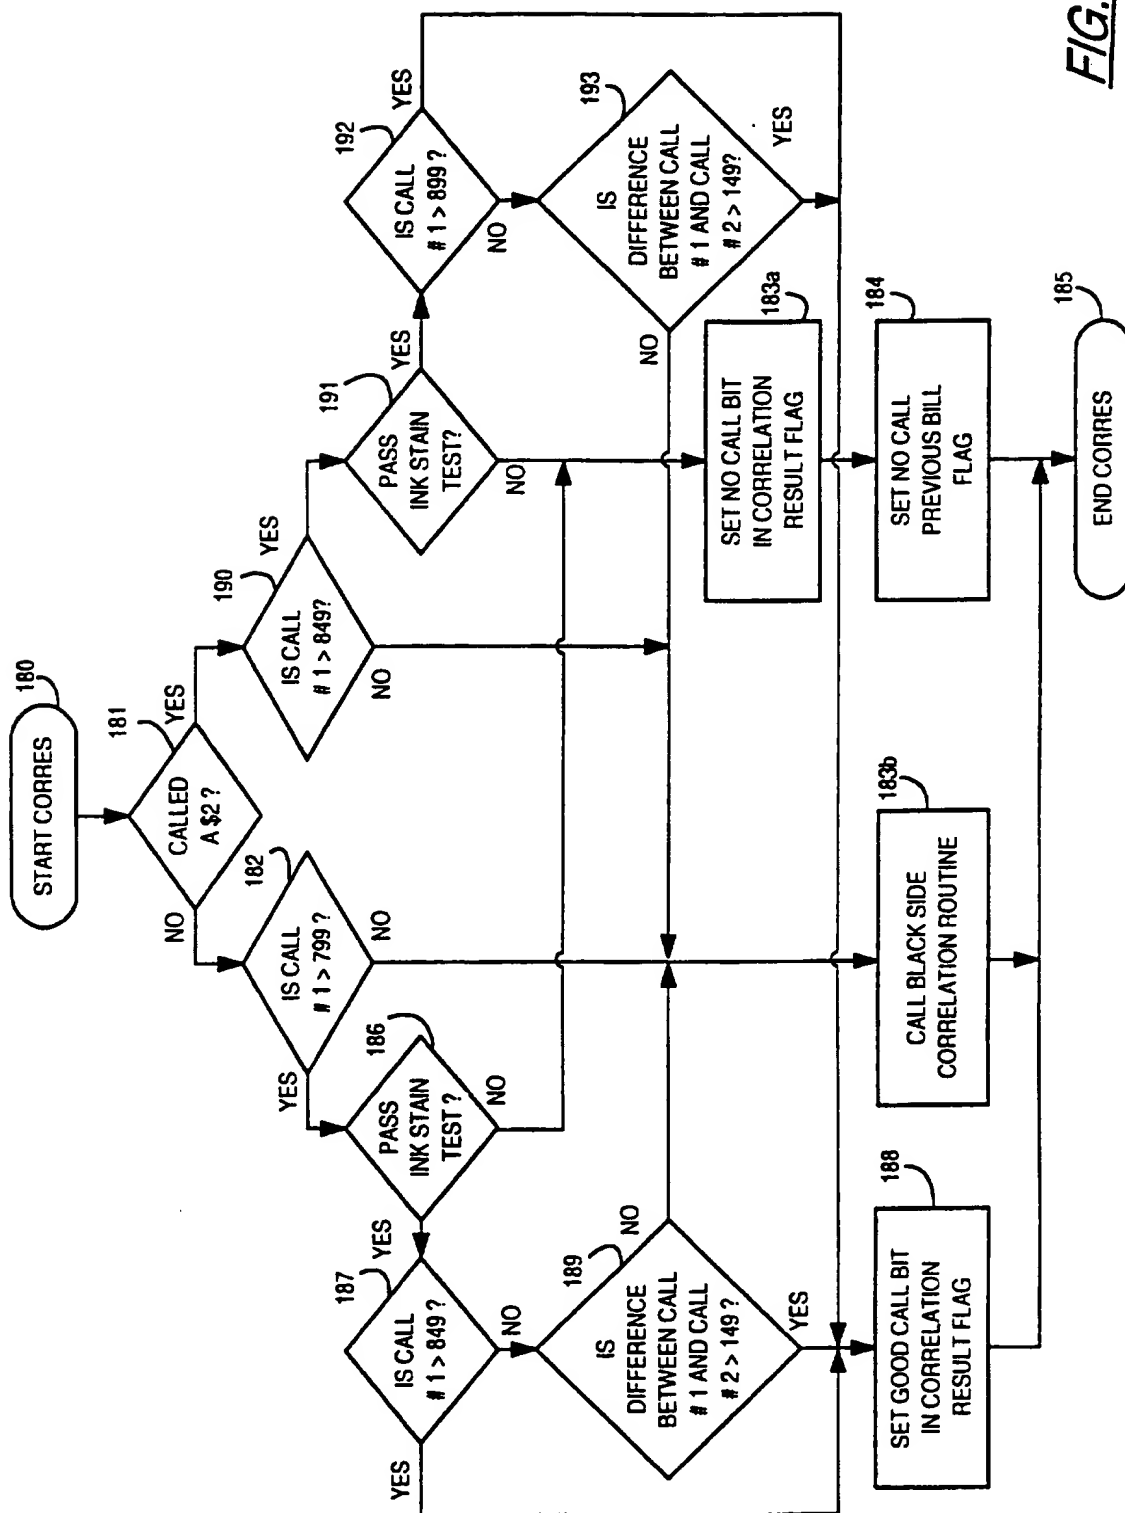 START CORRES
180
CALLED
A $2 ?
181
NO
YES
IS CALL
# 1 > 799 ?
182
YES
NO
IS CALL
# 1 > 849?
190
YES
NO
PASS
INK STAIN
TEST ?
186
YES
NO
PASS
INK STAIN
TEST?
191
YES
NO
IS CALL
# 1 > 849 ?
187
YES
NO
IS CALL
# 1 > 899 ?
192
YES
NO
IS
DIFFERENCE
BETWEEN CALL
# 1 AND CALL
# 2 > 149 ?
189
NO
YES
IS
DIFFERENCE
BETWEEN CALL
# 1 AND CALL
# 2 > 149?
193
NO
YES
SET NO CALL BIT
IN CORRELATION
RESULT FLAG
183a
SET GOOD CALL BIT
IN CORRELATION
RESULT FLAG
188
CALL BLACK SIDE
CORRELATION ROUTINE
183b
SET NO CALL
PREVIOUS BILL
FLAG
184
END CORRES
185
FIG.